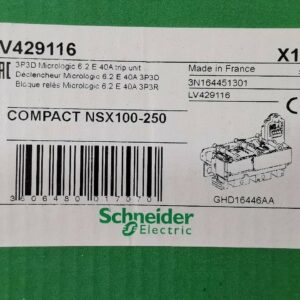 V429116
X1
3P3D Micrologic 6.2 E 40A trip unit
Déclencheur Micrologic 6.2 E 40A 3P3D
Bloque relés Micrologic 6.2 E 40A 3P3R
Made in France
3N164451301
LV429116
COMPACT NSX100-250
GHD16446AA
Schneider
Electric